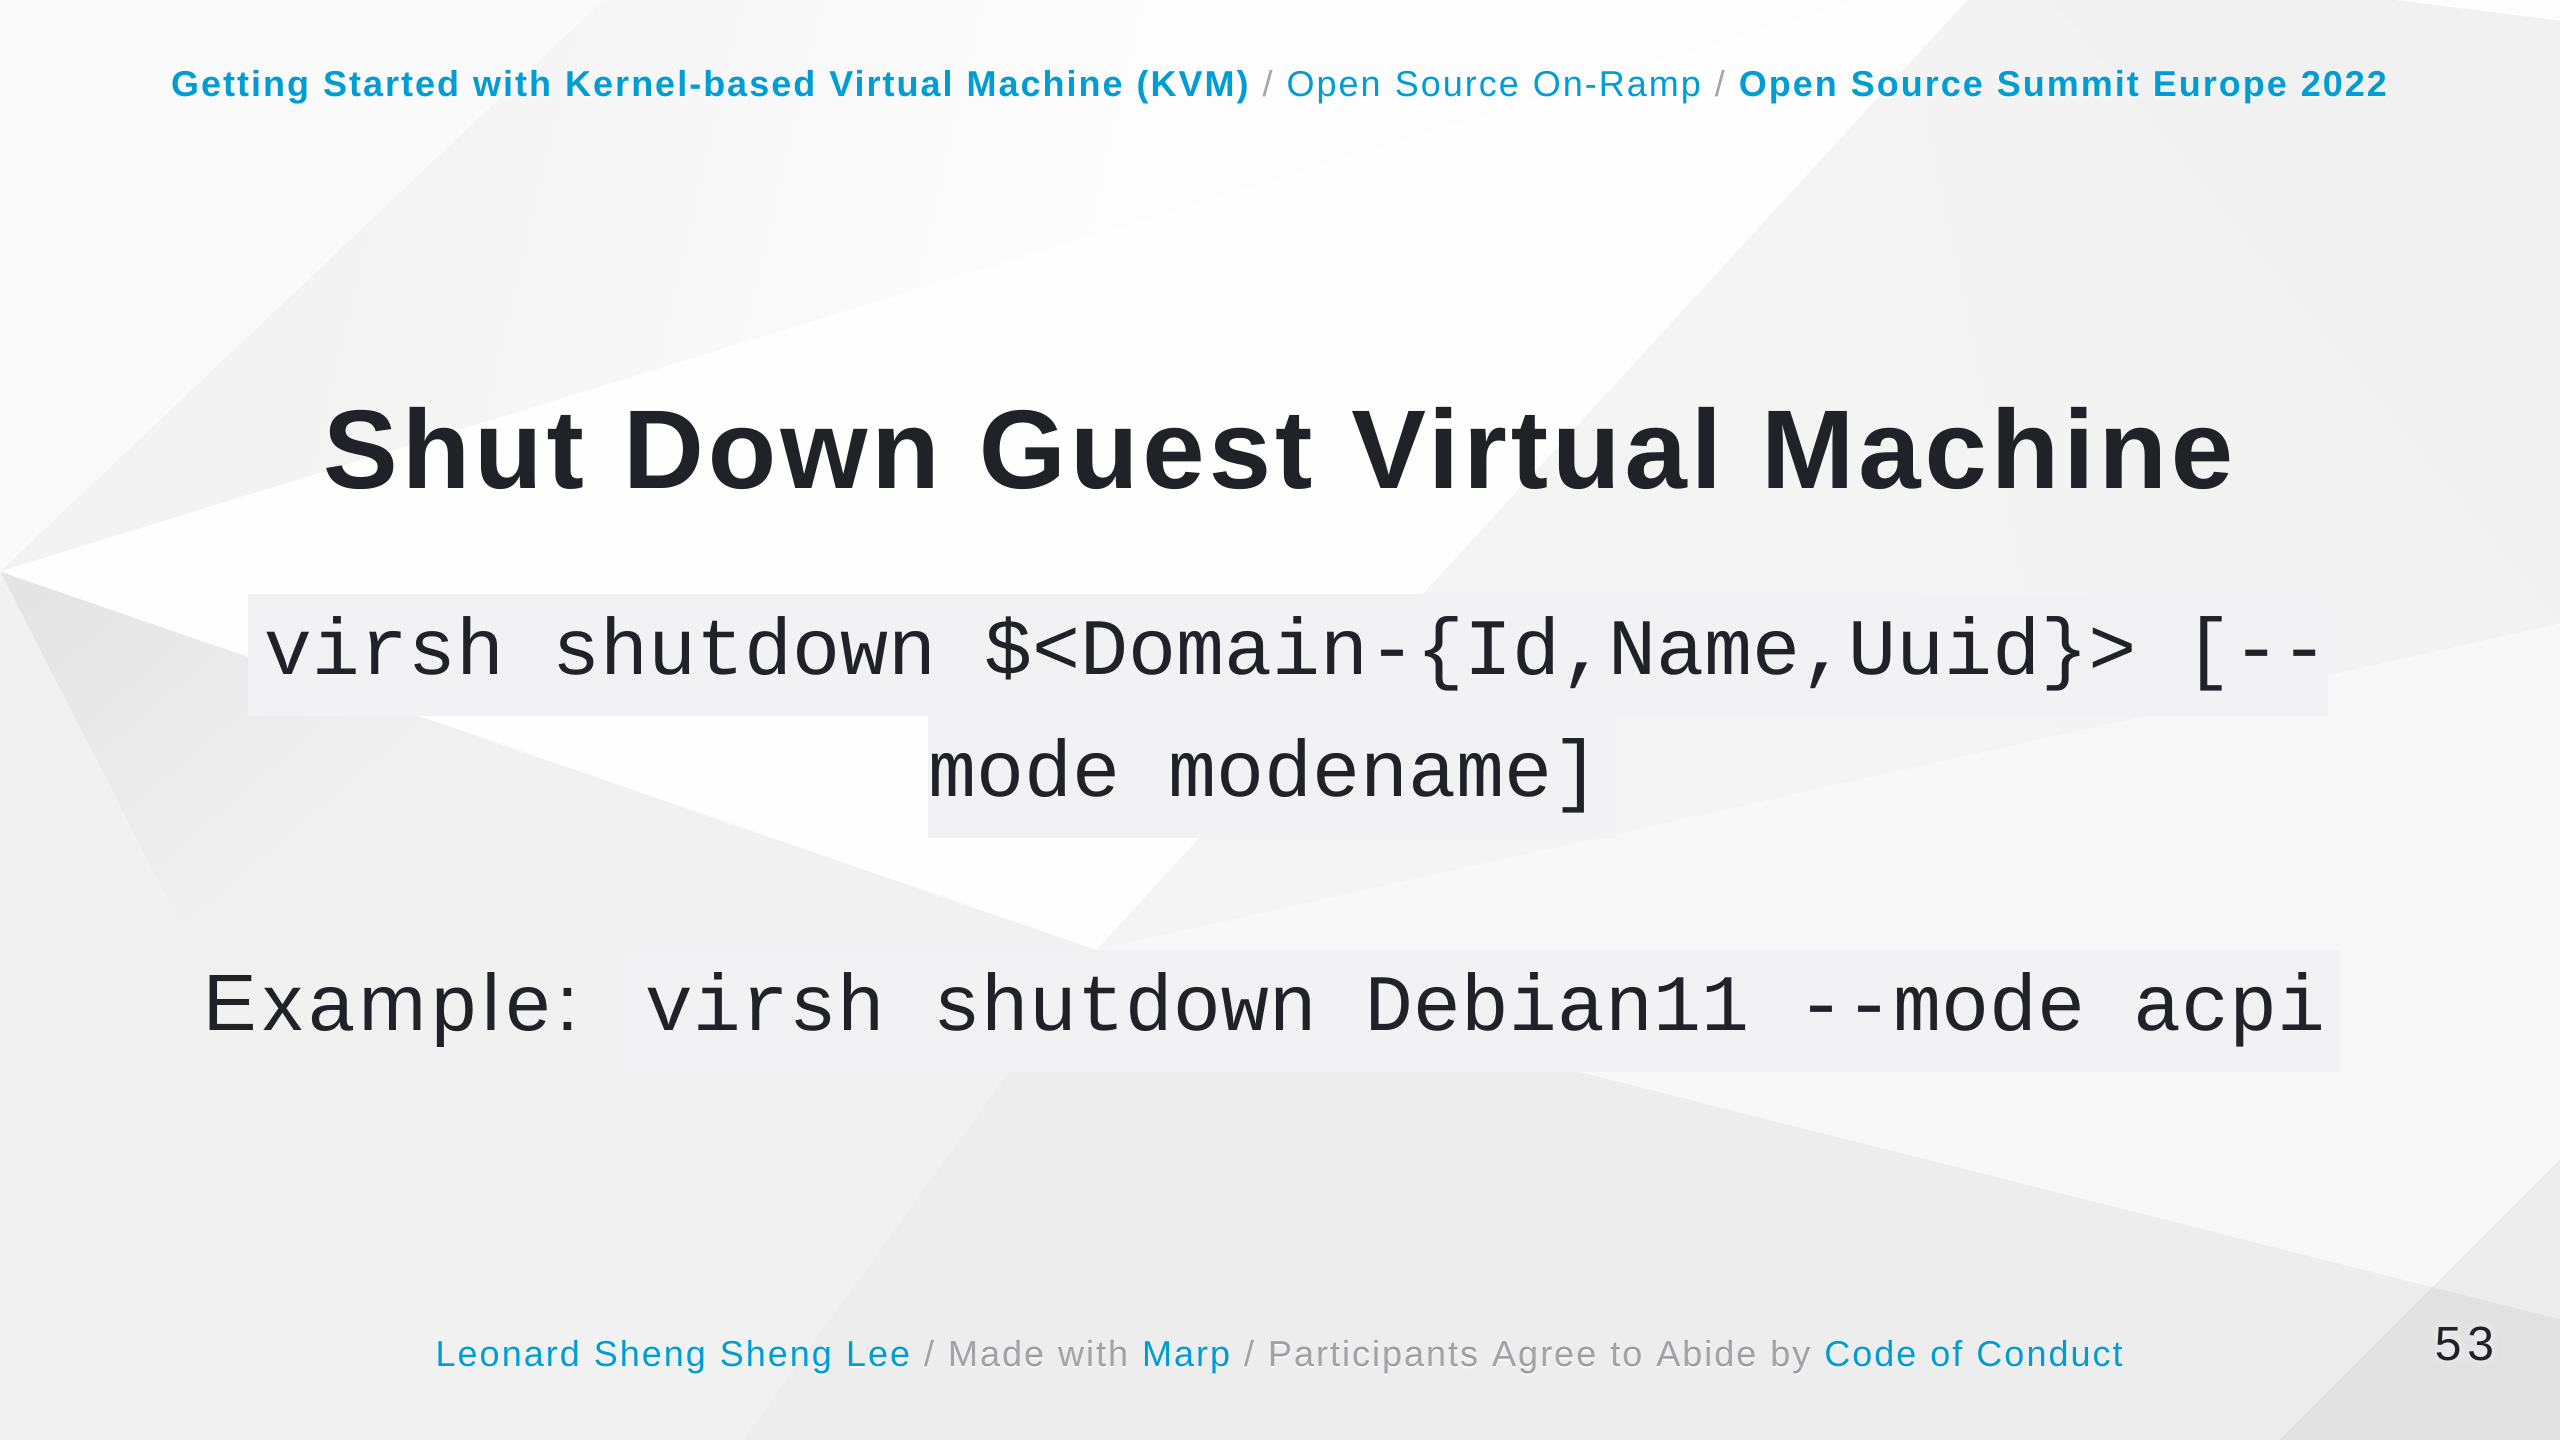 Getting Started with Kernel-based Virtual Machine (KVM) / Open Source On-Ramp / Open Source Summit Europe 2022
Shut Down Guest Virtual Machine
virsh shutdown $<Domain-{Id,Name,Uuid}> [--
mode modename]
Example: virsh shutdown Debian11 --mode acpi
Leonard Sheng Sheng Lee / Made with Marp / Participants Agree to Abide by Code of Conduct
53